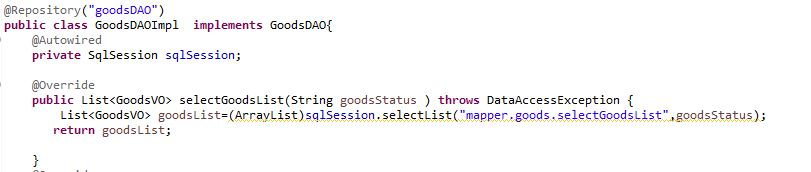 @Repository("goodsDAO")
public class GoodsDAOImpl  implements GoodsDAO{
    @Autowired
    private SqlSession sqlSession;

    @Override
    public List<GoodsVO> selectGoodsList(String goodsStatus ) throws DataAccessException {
        List<GoodsVO> goodsList=(ArrayList)sqlSession.selectList("mapper.goods.selectGoodsList",goodsStatus);
       return goodsList;

    }